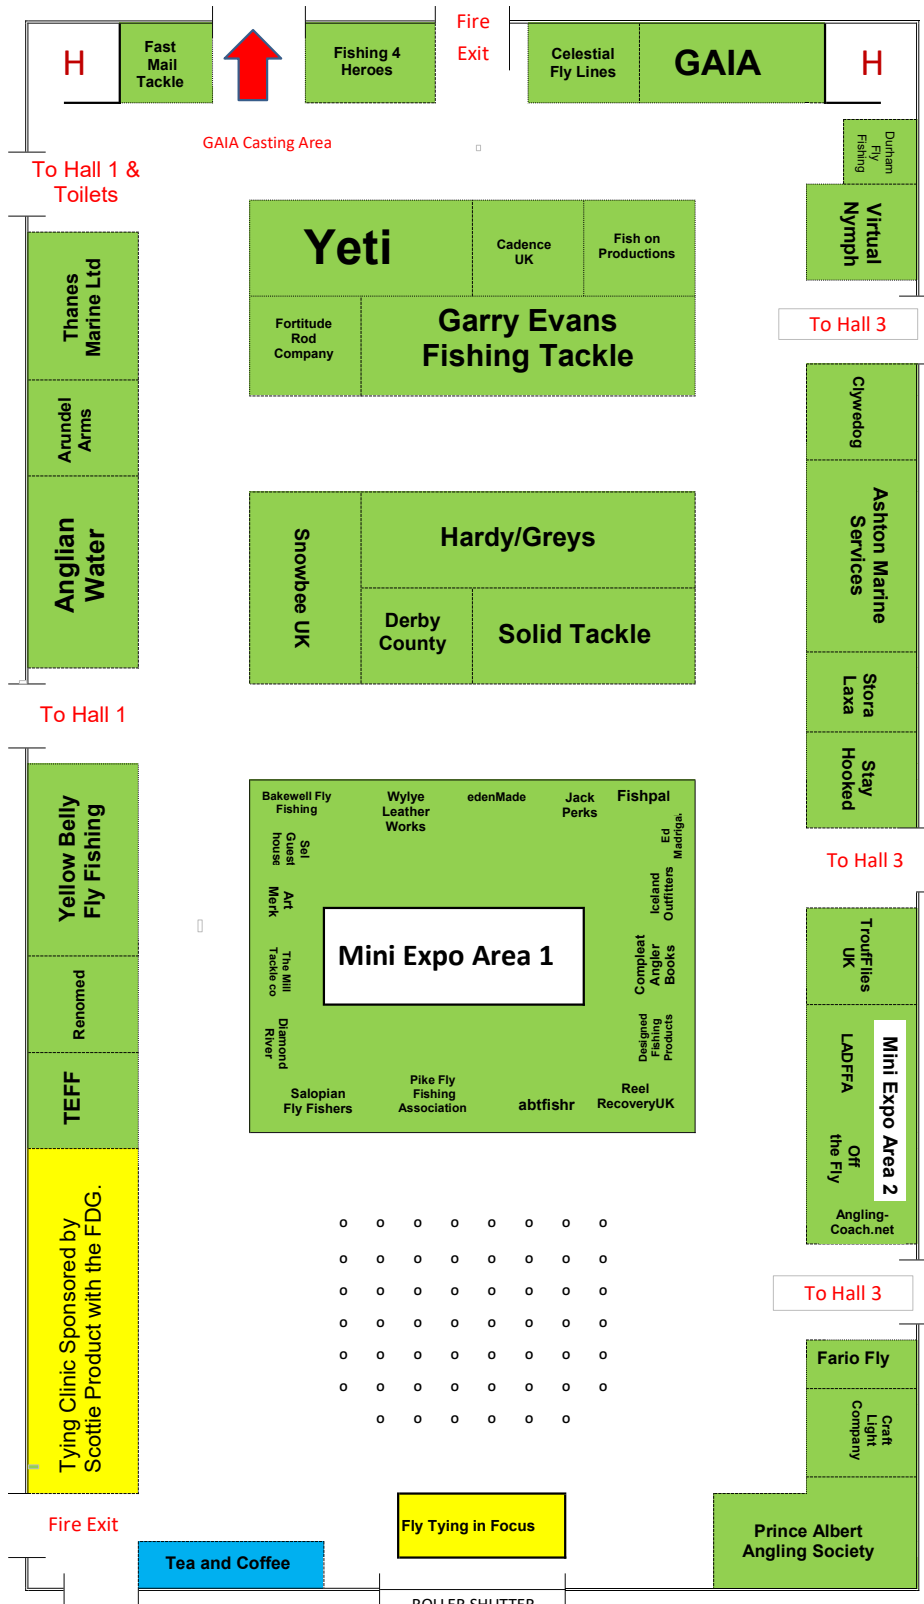 H
Fast
Mail
Tackle
Fishing 4
Heroes
Fire
Exit
Celestial
Fly Lines
GAIA
H
GAIA Casting Area
To Hall 1 &
Toilets
Durham
Fly
Fishing
Virtual
Nymph
Yeti
Cadence
UK
Fish on
Productions
Thanes
Marine Ltd
To Hall 3
Fortitude
Rod
Company
Garry Evans
Fishing Tackle
Arundel
Arms
Clywedog
Anglian
Water
Ashton Marine
Services
Snowbee UK
Hardy/Greys
Derby
County
Solid Tackle
Stora
Laxa
To Hall 1
Stay
Hooked
Yellow Belly
Fly Fishing
Bakewell Fly
Fishing
Wylye
Leather
Works
edenMade
Jack
Perks
Fishpal
Sel
Guest
house
Ed
Madriga
To Hall 3
Art
Merk
Iceland
Outfitters
Mini Expo Area 1
TroufFlies
UK
Renomed
The Mill
Tackle co
Compleat
Angler
Books
Diamond
River
Designed
Fishing
Products
LADFFA
Mini Expo Area 2
TEFF
Salopian
Fly Fishers
Pike Fly
Fishing
Association
abtfishr
Reel
RecoveryUK
Off
the Fly
Angling-
Coach.net
Tying Clinic Sponsored by
Scottie Product with the FDG.
o o o o o o o o
o o o o o o o o
o o o o o o o o
o o o o o o o o
o o o o o o o o
o o o o o o o o
o o o o o o
To Hall 3
Fario Fly
Craft
Light
Company
Fire Exit
Fly Tying in Focus
Prince Albert
Angling Society
Tea and Coffee
ROLLER SHUTTER